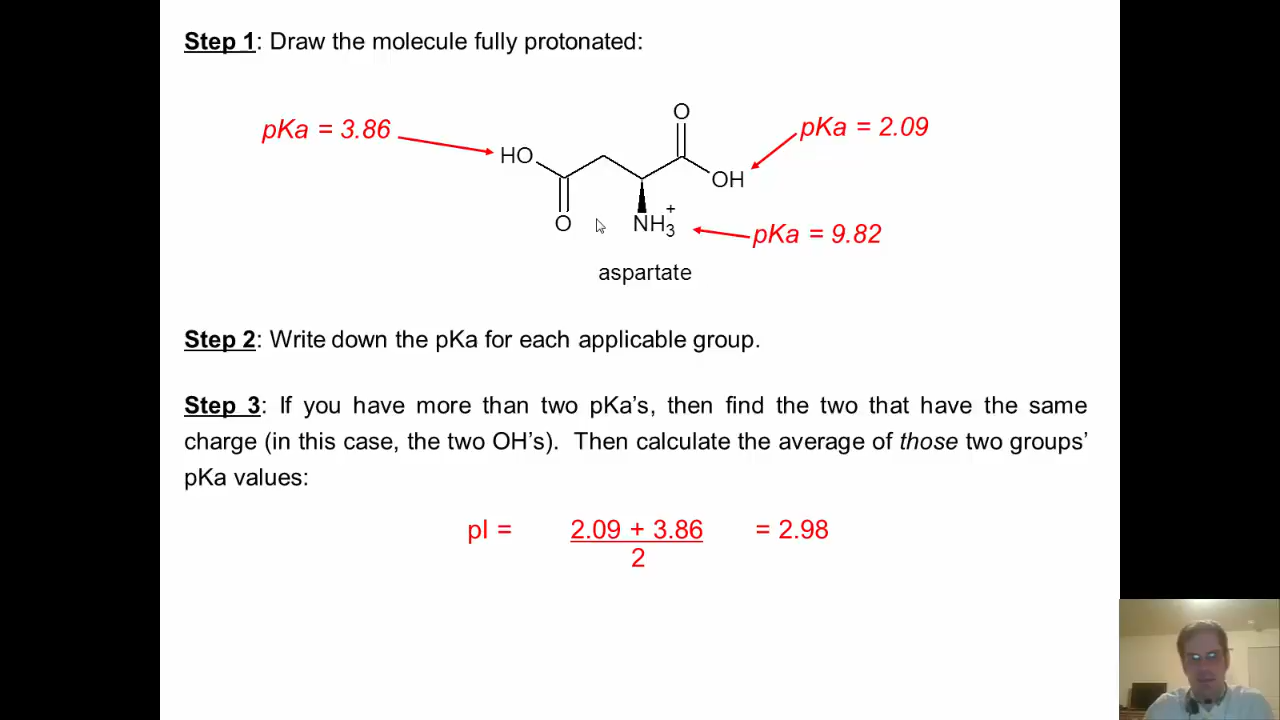 Step 1: Draw the molecule fully protonated:
O
pKa = 3.86
pKa = 2.09
HO
OH
O
NH3+
pKa = 9.82
aspartate
Step 2: Write down the pKa for each applicable group.
Step 3: If you have more than two pKa's, then find the two that have the same
charge (in this case, the two OH's). Then calculate the average of those two groups'
pKa values:
pI = 2.09 + 3.86 = 2.98
2